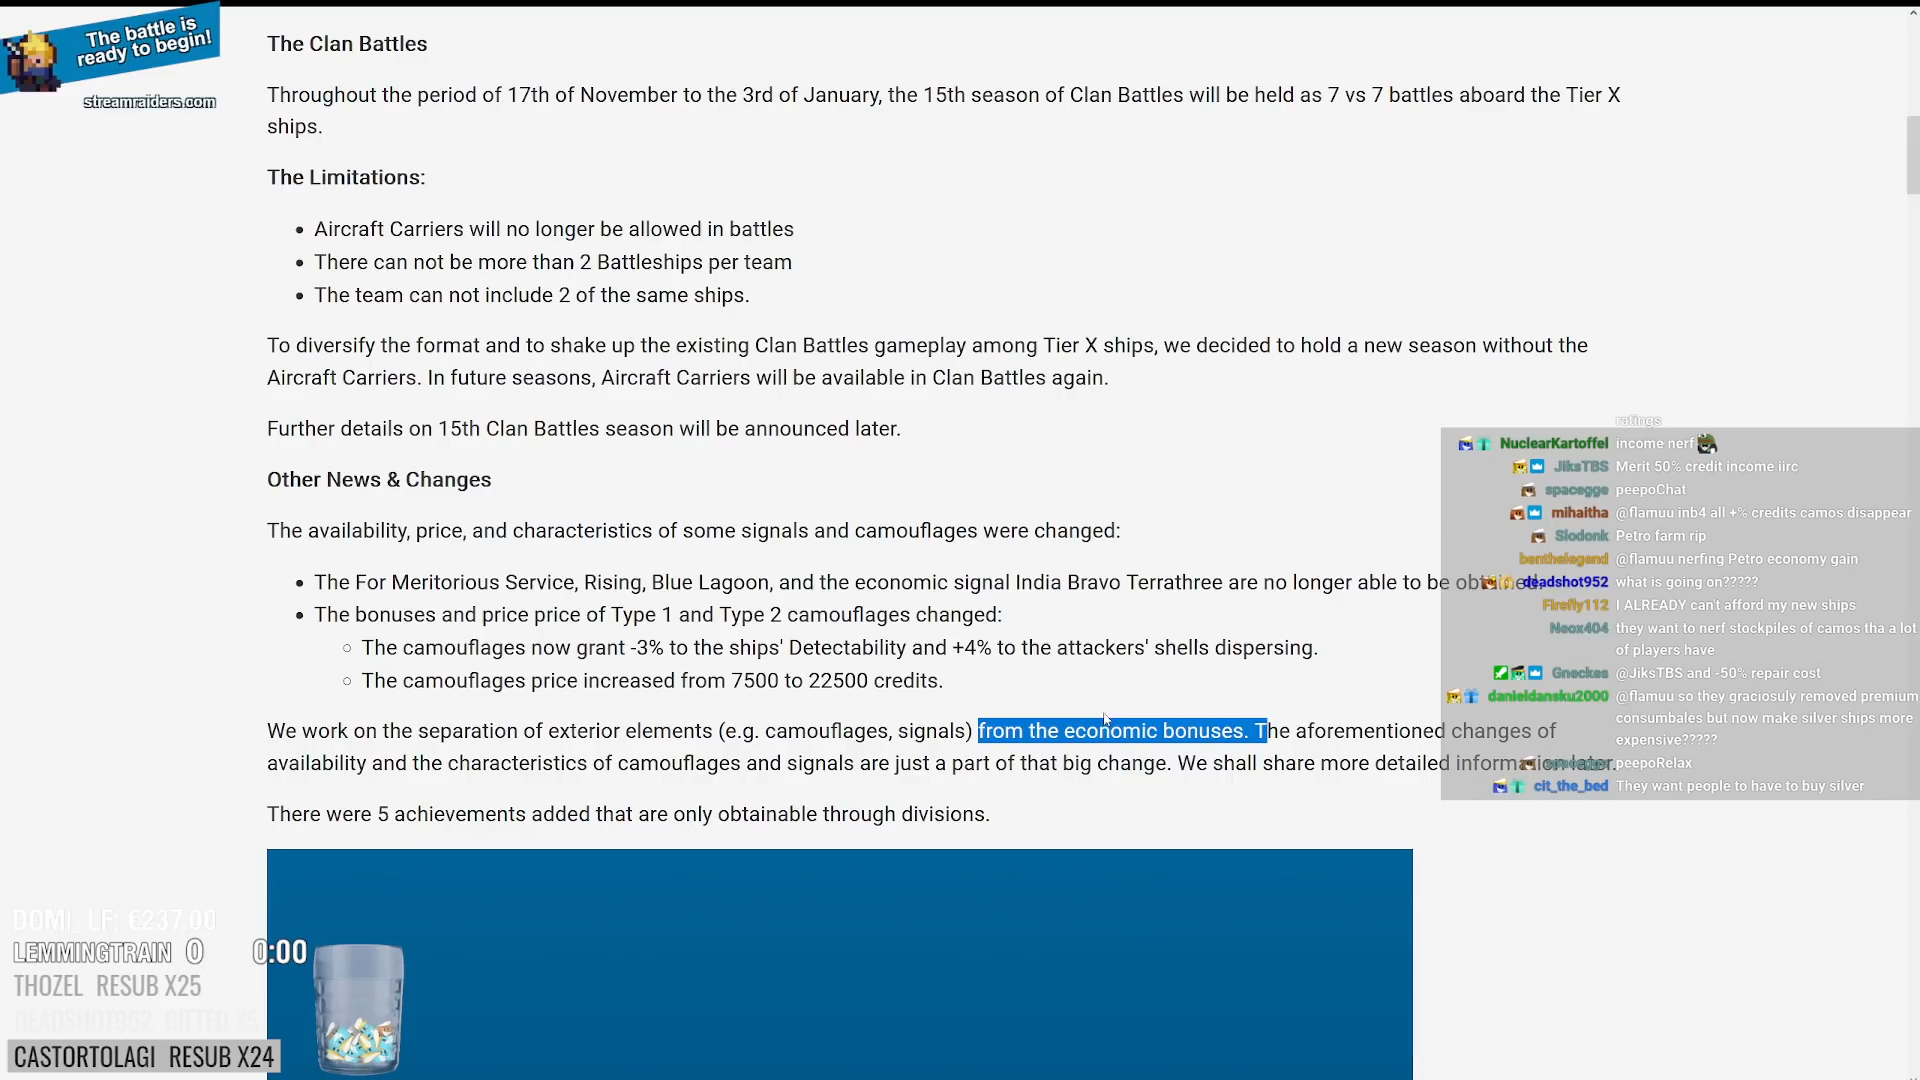 The battle is
ready to begin!
streamraiders.com
The Clan Battles
Throughout the period of 17th of November to the 3rd of January, the 15th season of Clan Battles will be held as 7 vs 7 battles aboard the Tier X
ships.
The Limitations:
Aircraft Carriers will no longer be allowed in battles
There can not be more than 2 Battleships per team
The team can not include 2 of the same ships.
To diversify the format and to shake up the existing Clan Battles gameplay among Tier X ships, we decided to hold a new season without the
Aircraft Carriers. In future seasons, Aircraft Carriers will be available in Clan Battles again.
Further details on 15th Clan Battles season will be announced later.
Other News & Changes
The availability, price, and characteristics of some signals and camouflages were changed:
The For Meritorious Service, Rising, Blue Lagoon, and the economic signal India Bravo Terrathree are no longer able to be obtained.
The bonuses and price price of Type 1 and Type 2 camouflages changed:
The camouflages now grant -3% to the ships' Detectability and +4% to the attackers' shells dispersing.
The camouflages price increased from 7500 to 22500 credits.
We work on the separation of exterior elements (e.g. camouflages, signals) from the economic bonuses. The aforementioned changes of
availability and the characteristics of camouflages and signals are just a part of that big change. We shall share more detailed information later.
There were 5 achievements added that are only obtainable through divisions.
ratings
NuclearKartoffel income nerf
JiksTBS Merit 50% credit income iirc
spacegge peepoChat
mihaitha @flamuu inb4 all +% credits camos disappear
Slodonk Petro farm rip
benthelegend @flamuu nerfing Petro economy gain
deadshot952 what is going on?????
Firefly112 I ALREADY can't afford my new ships
Neox404 they want to nerf stockpiles of camos tha a lot
of players have
Gneckes @JiksTBS and -50% repair cost
danieldansku2000 @flamuu so they graciosuly removed premium
consumbales but now make silver ships more
expensive?????
spacegge peepoRelax
cit_the_bed They want people to have to buy silver
DOMI_LF: €237.00
LEMMINGTRAIN 0 0:00
THOZEL RESUB X25
DEADSHOT952 GIFTED X5
CASTORTOLAGI RESUB X24